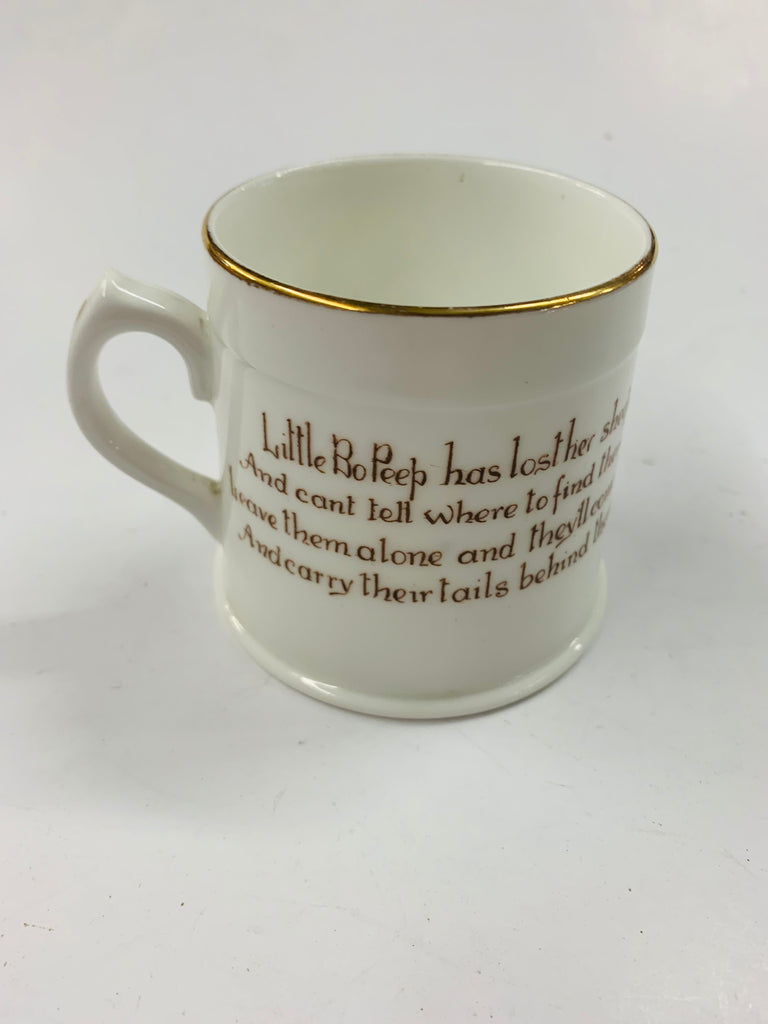 Little Bo Peep has lost her
And cant tell where to find
Leave them alone and they'll
And carry their tails behind